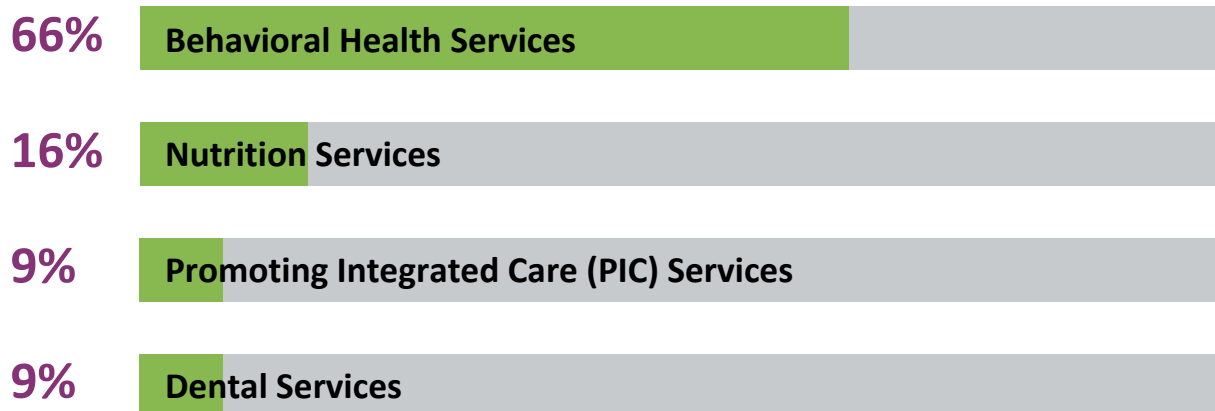 66% Behavioral Health Services
16% Nutrition Services
9% Promoting Integrated Care (PIC) Services
9% Dental Services